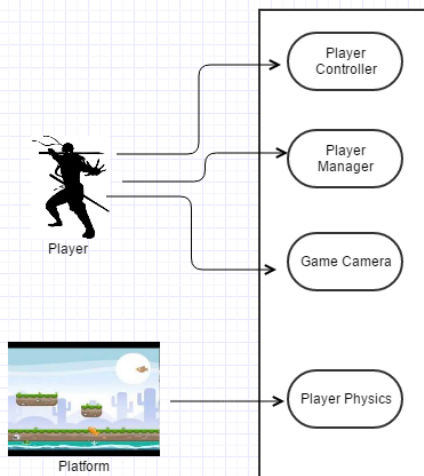 Player
Controller
Player
Manager
Player
Game Camera
Player Physics
Platform